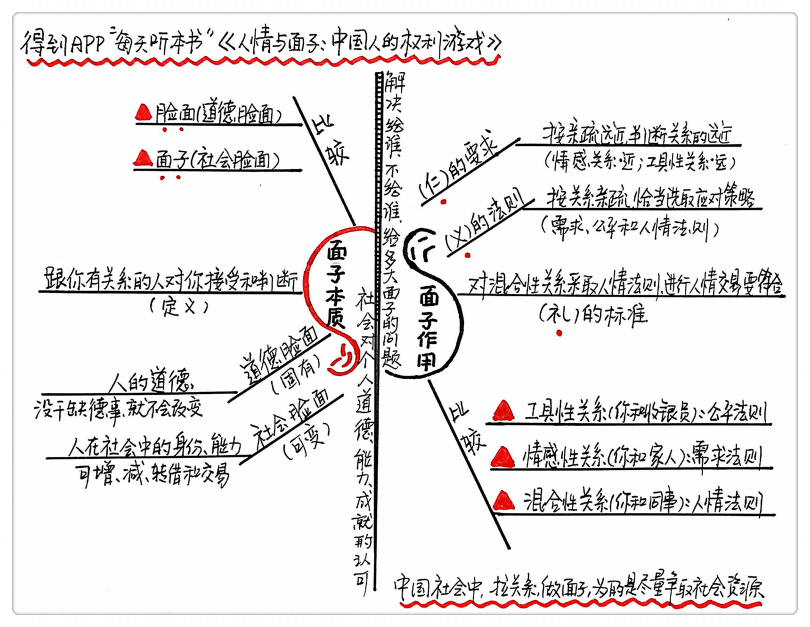 得到APP"每天听本书"《人情与面子:中国人的权利游戏》
比较
脸面(道德脸面)
面子(社会脸面)
面子本质
跟你有关系的人对你接受和判断
(定义)
道德脸面
(固有)
人的道德,
没干缺德事,就不会改变
社会脸面
(可变)
人在社会中的身份、能力
可增、减、转借和交易
社会对个人道德、能力、成就的认可
解决给谁、不给谁、给多大面子的问题
面子作用
(仁)的要求
按亲疏远近,判断关系的远近
(情感关系:近;工具性关系:远)
(义)的法则
按关系亲疏,恰当选取应对策略
(需求、公平和人情法则)
对混合性关系采取人情法则,进行人情交易要符合
(礼)的标准
比较
工具性关系(你和收银员):公平法则
情感性关系(你和家人):需求法则
混合性关系(你和同事):人情法则
中国社会中,拉关系,做面子,为的是尽量争取社会资源